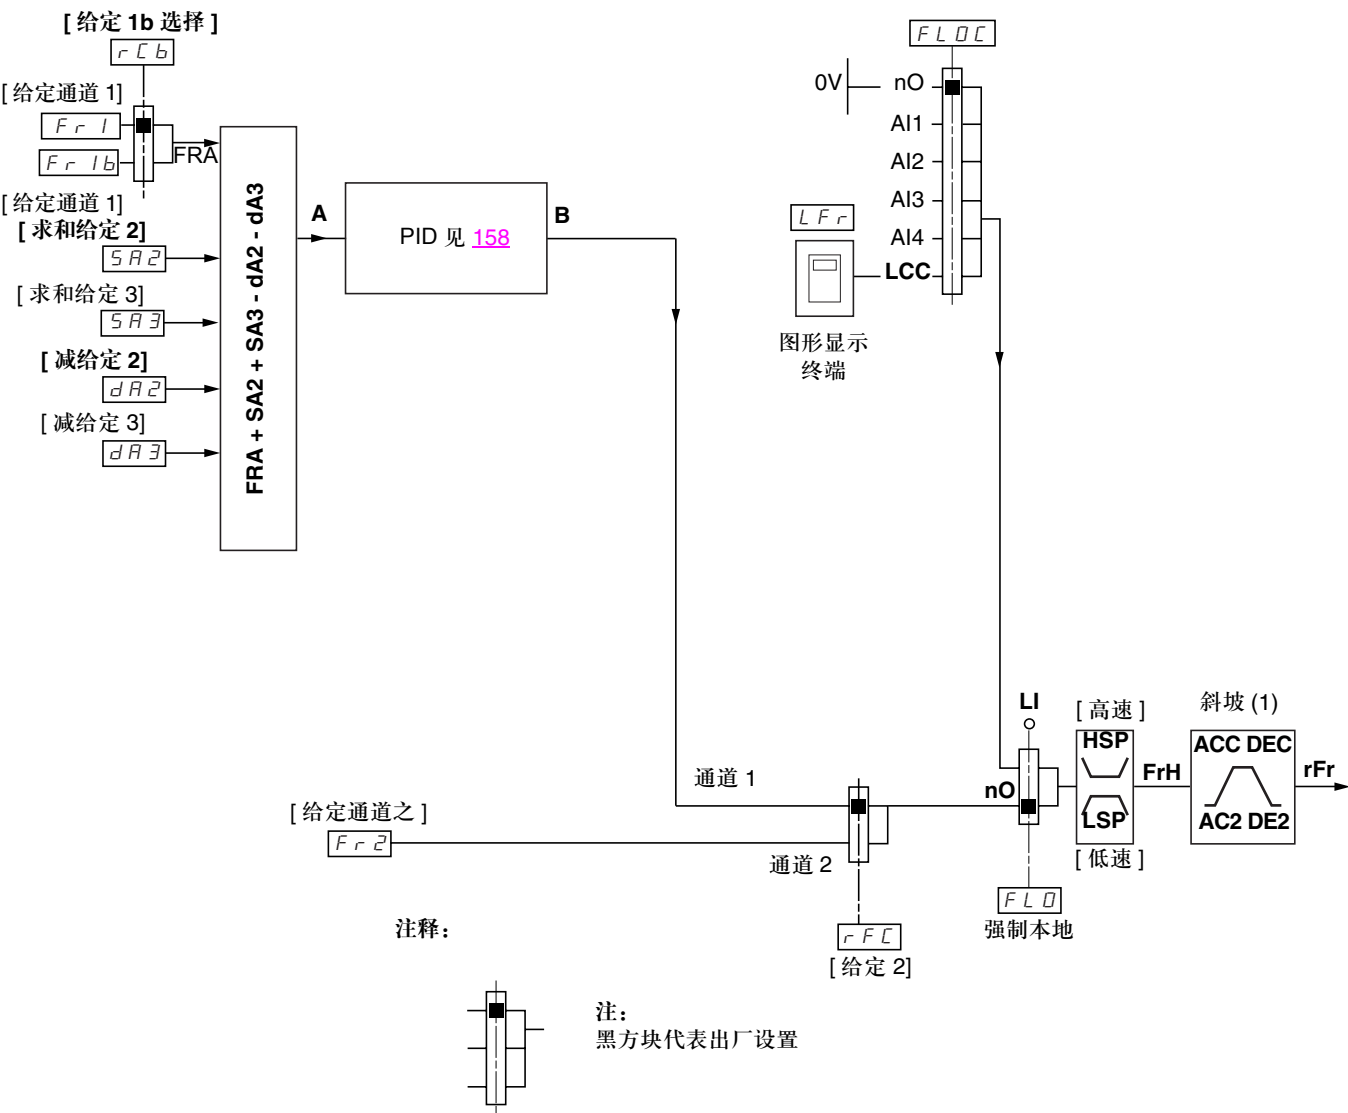 [ 给定 1b 选择 ]
rCb
[ 给定通道 1]
Fr1
Fr1b
FRA
[ 给定通道 1]
[ 求和给定 2]
SA2
[ 求和给定 3]
SA3
[ 减给定 2]
dA2
[ 减给定 3]
dA3
FRA + SA2 + SA3 - dA2 - dA3
A
PID 见 158
B
FLOC
0V
nO
AI1
AI2
AI3
AI4
LCC
LFr
图形显示
终端
通道 1
[ 给定通道之 ]
Fr2
通道 2
rFC
[ 给定 2]
LI
nO
FLO
强制本地
[ 高速 ]
HSP
LSP
[ 低速 ]
FrH
斜坡 (1)
ACC DEC
AC2 DE2
rFr
注释：
注：
黑方块代表出厂设置